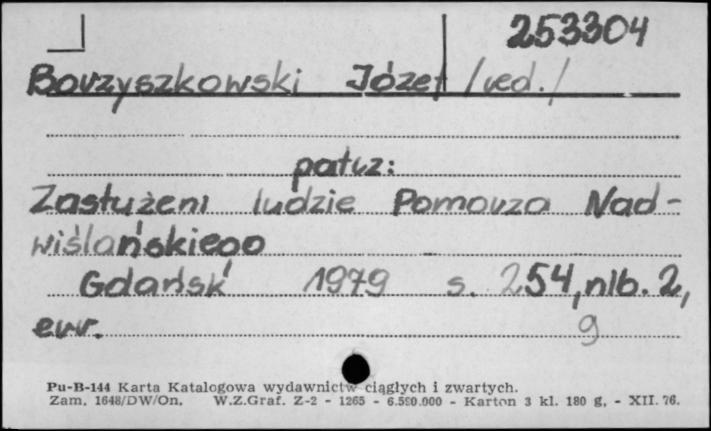 253304
Borzyszkowski Józef /red./
patrz:
Zasłużeni ludzie Pomorza Nad-
wiślańskiego
Gdańsk 1979 s. 254, nlb. 2,
err.
g
Pu-B-144 Karta Katalogowa wydawnictw ciągłych i zwartych.
Zam. 1648/DW/On. W.Z.Graf. Z-2 - 1265 - 6.500.000 - Karton 3 kl. 180 g, - XII. 76.